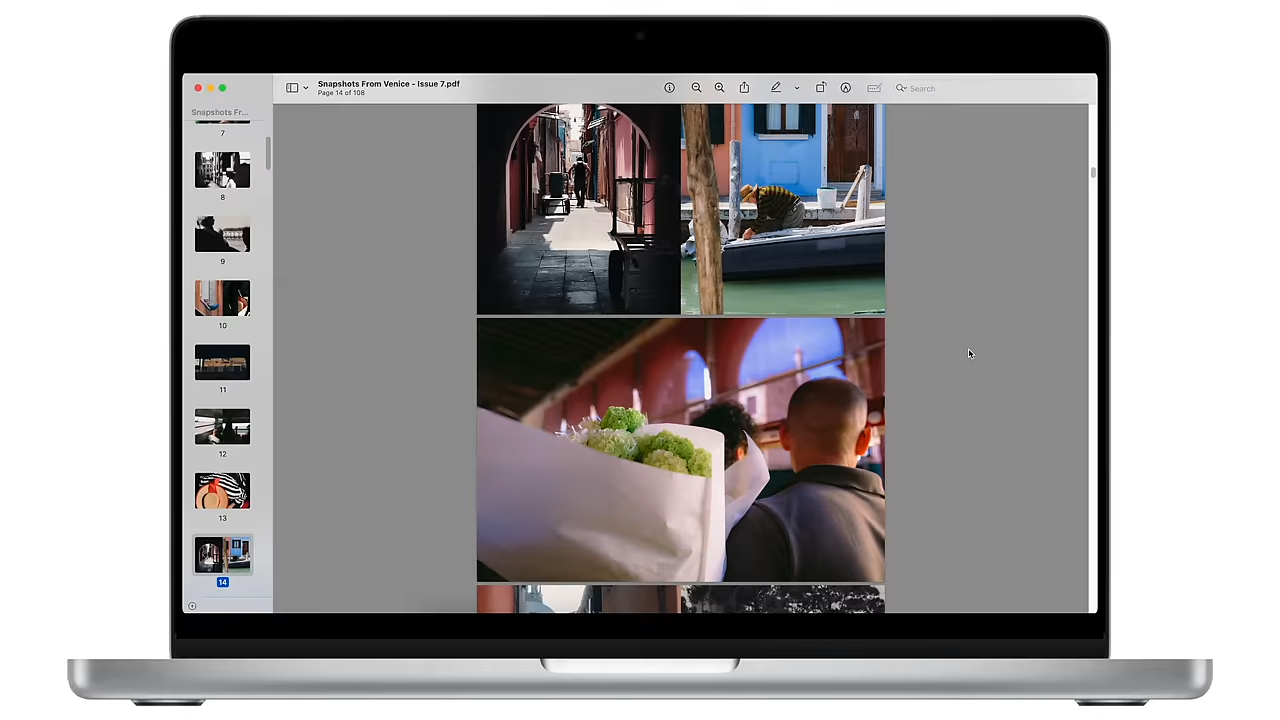 Snapshots From Venice - Issue 7.pdf
Page 14 of 108
Search
Snapshots Fr...
7
8
9
10
11
12
13
14